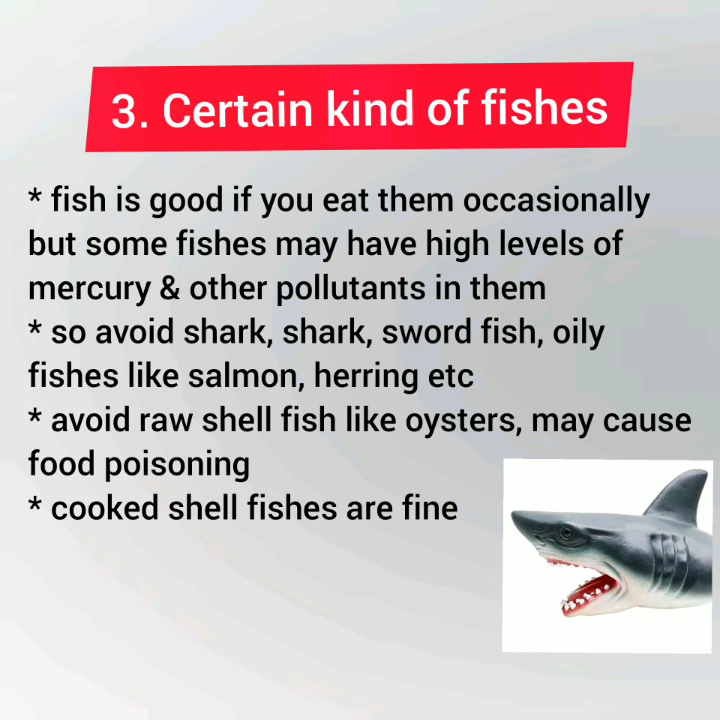 3. Certain kind of fishes
* fish is good if you eat them occasionally
but some fishes may have high levels of
mercury & other pollutants in them
* so avoid shark, shark, sword fish, oily
fishes like salmon, herring etc
* avoid raw shell fish like oysters, may cause
food poisoning
* cooked shell fishes are fine